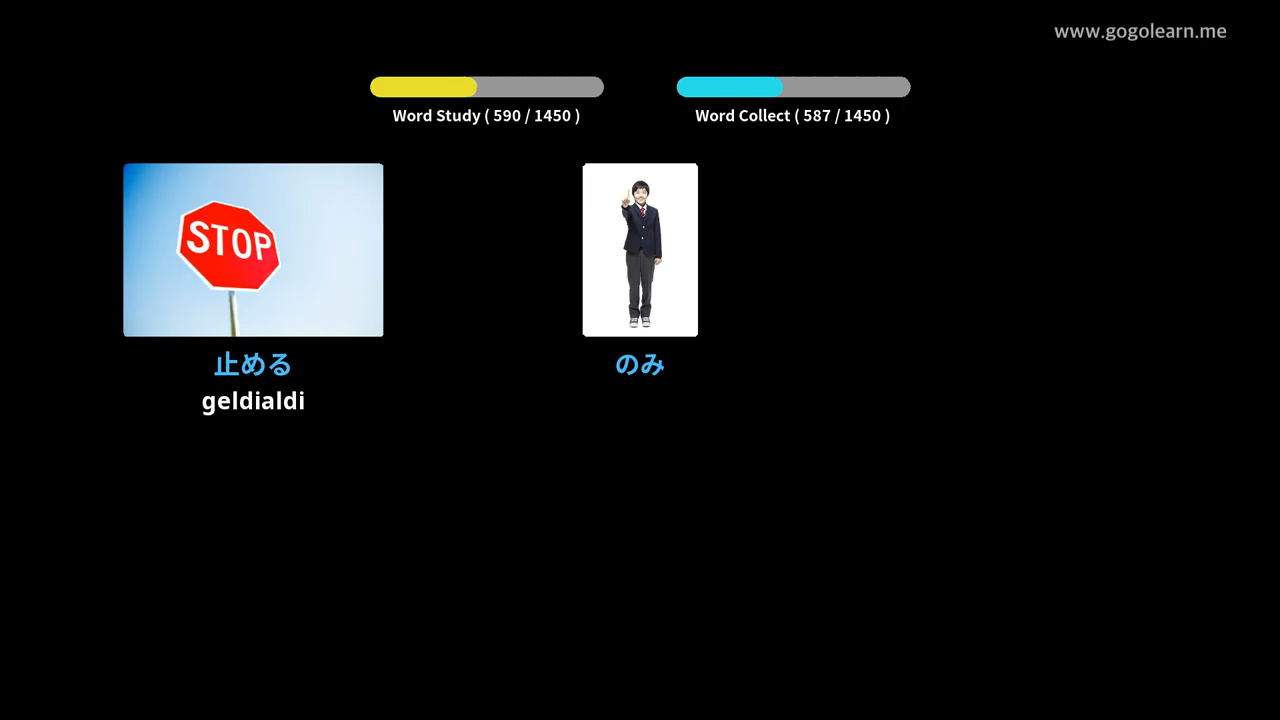 www.gogolearn.me
Word Study ( 590 / 1450 )
Word Collect ( 587 / 1450 )
STOP
止める
geldialdi
のみ